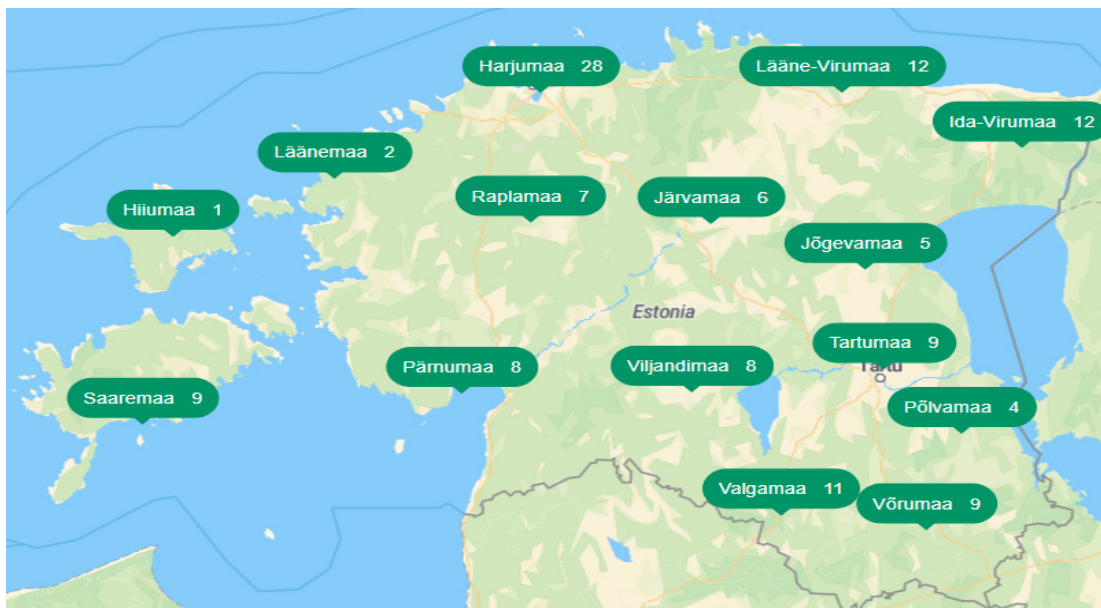 Harjumaa 28
Lääne-Virumaa 12
Ida-Virumaa 12
Läänemaa 2
Hiiumaa 1
Raplamaa 7
Järvamaa 6
Jõgevamaa 5
Estonia
Tartumaa 9
Tartu
Pärnumaa 8
Viljandimaa 8
Saaremaa 9
Põlvamaa 4
Valgamaa 11
Võrumaa 9